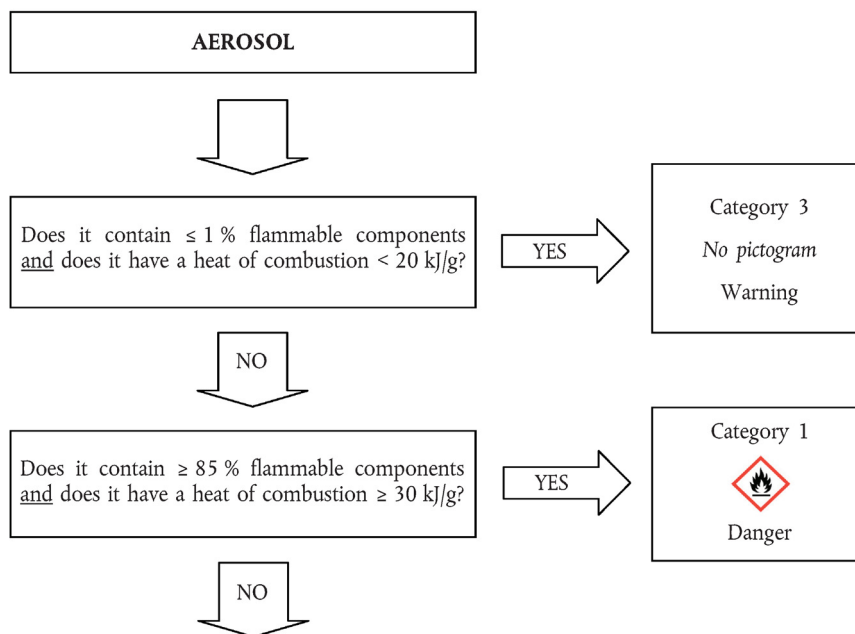 AEROSOL
Does it contain ≤ 1 % flammable components
and does it have a heat of combustion < 20 kJ/g?
YES
Category 3
No pictogram
Warning
NO
Does it contain ≥ 85 % flammable components
and does it have a heat of combustion ≥ 30 kJ/g?
YES
Category 1
Danger
NO